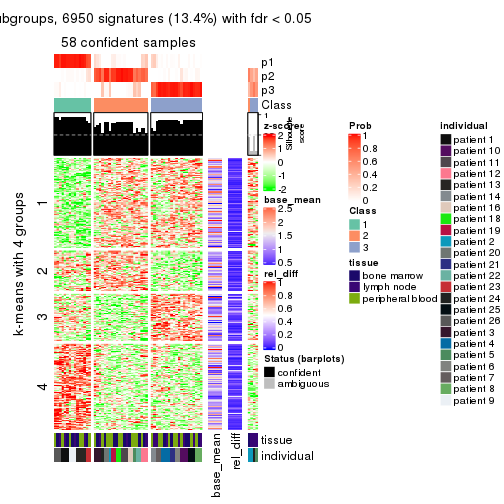 ubgroups, 6950 signatures (13.4%) with fdr < 0.05
58 confident samples
p1
p2
p3
Class
Silhouette score
1
k-means with 4 groups
1
2
3
4
base_mean
rel_diff
tissue
individual
z-score
2
1
0
-1
-2
base_mean
2.5
2
1.5
1
0.5
rel_diff
1
0.8
0.6
0.4
0.2
0
Status (barplots)
confident
ambiguous
Prob
1
0.8
0.6
0.4
0.2
0
Class
1
2
3
tissue
bone marrow
lymph node
peripheral blood
individual
patient 1
patient 10
patient 11
patient 12
patient 13
patient 14
patient 16
patient 18
patient 19
patient 2
patient 20
patient 21
patient 22
patient 23
patient 24
patient 25
patient 26
patient 3
patient 4
patient 5
patient 6
patient 7
patient 8
patient 9